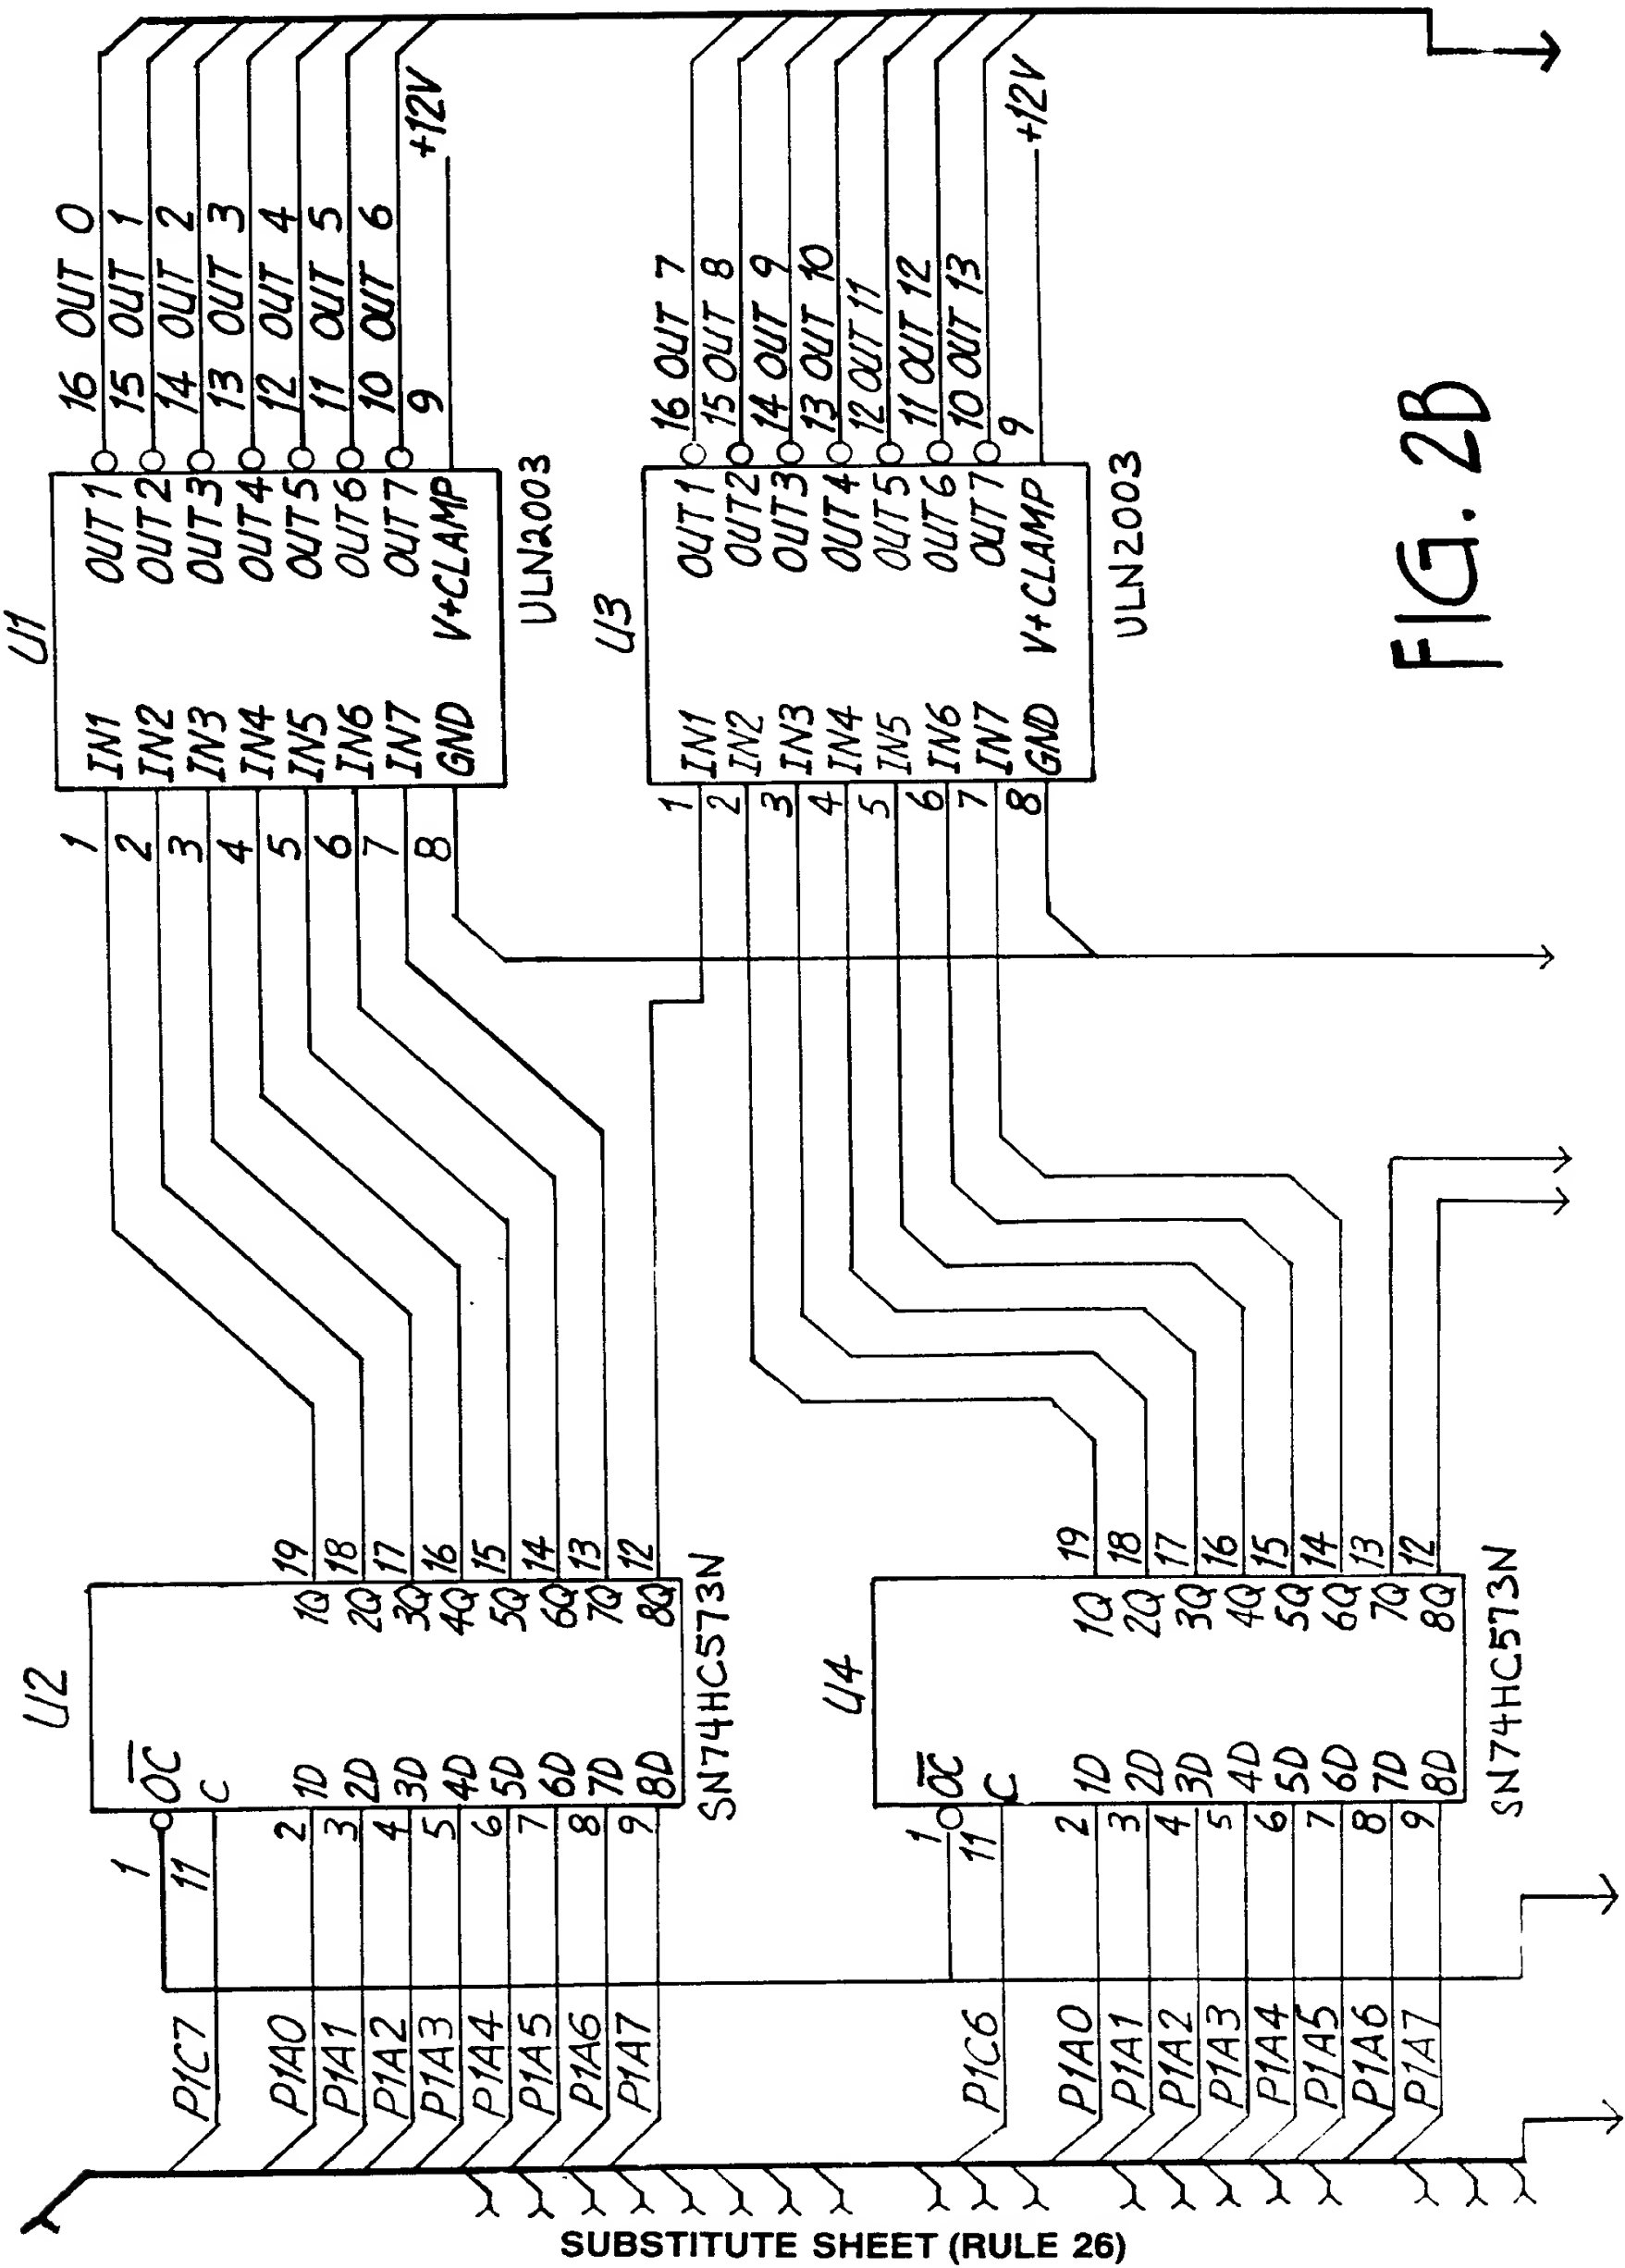 U1
IN1 OUT1
IN2 OUT2
IN3 OUT3
IN4 OUT4
IN5 OUT5
IN6 OUT6
IN7 OUT7
GND V+CLAMP
ULN2003
1
2
3
4
5
6
7
8
16 OUT 0
15 OUT 1
14 OUT 2
13 OUT 3
12 OUT 4
11 OUT 5
10 OUT 6
9 +12V
U2
OC
C
1D 1Q
2D 2Q
3D 3Q
4D 4Q
5D 5Q
6D 6Q
7D 7Q
8D 8Q
SN74HC573N
1
P1C7 11
P1A0 2
P1A1 3
P1A2 4
P1A3 5
P1A4 6
P1A5 7
P1A6 8
P1A7 9
19
18
17
16
15
14
13
12
U3
IN1 OUT1
IN2 OUT2
IN3 OUT3
IN4 OUT4
IN5 OUT5
IN6 OUT6
IN7 OUT7
GND V+CLAMP
ULN2003
1
2
3
4
5
6
7
8
16 OUT 7
15 OUT 8
14 OUT 9
13 OUT 10
12 OUT 11
11 OUT 12
10 OUT 13
9 +12V
U4
OC
C
1D 1Q
2D 2Q
3D 3Q
4D 4Q
5D 5Q
6D 6Q
7D 7Q
8D 8Q
SN74HC573N
1
P1C6 11
P1A0 2
P1A1 3
P1A2 4
P1A3 5
P1A4 6
P1A5 7
P1A6 8
P1A7 9
19
18
17
16
15
14
13
12
FIG. 2B
SUBSTITUTE SHEET (RULE 26)